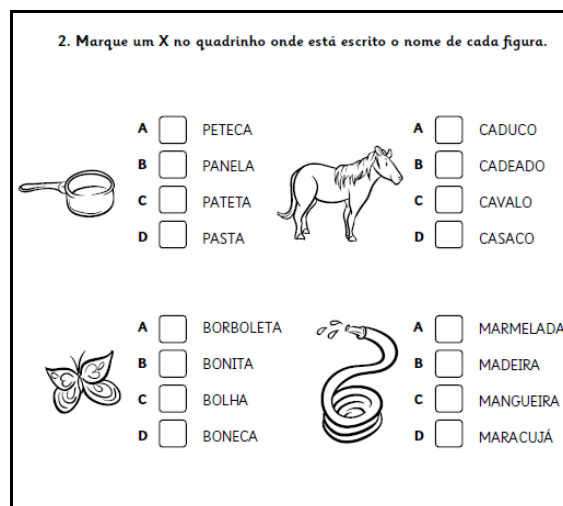 2. Marque um X no quadrinho onde está escrito o nome de cada figura.
A PETECA
B PANELA
C PATETA
D PASTA
A CADUCO
B CADEADO
C CAVALO
D CASACO
A BORBOLETA
B BONITA
C BOLHA
D BONECA
A MARMELADA
B MADEIRA
C MANGUEIRA
D MARACUJÁ